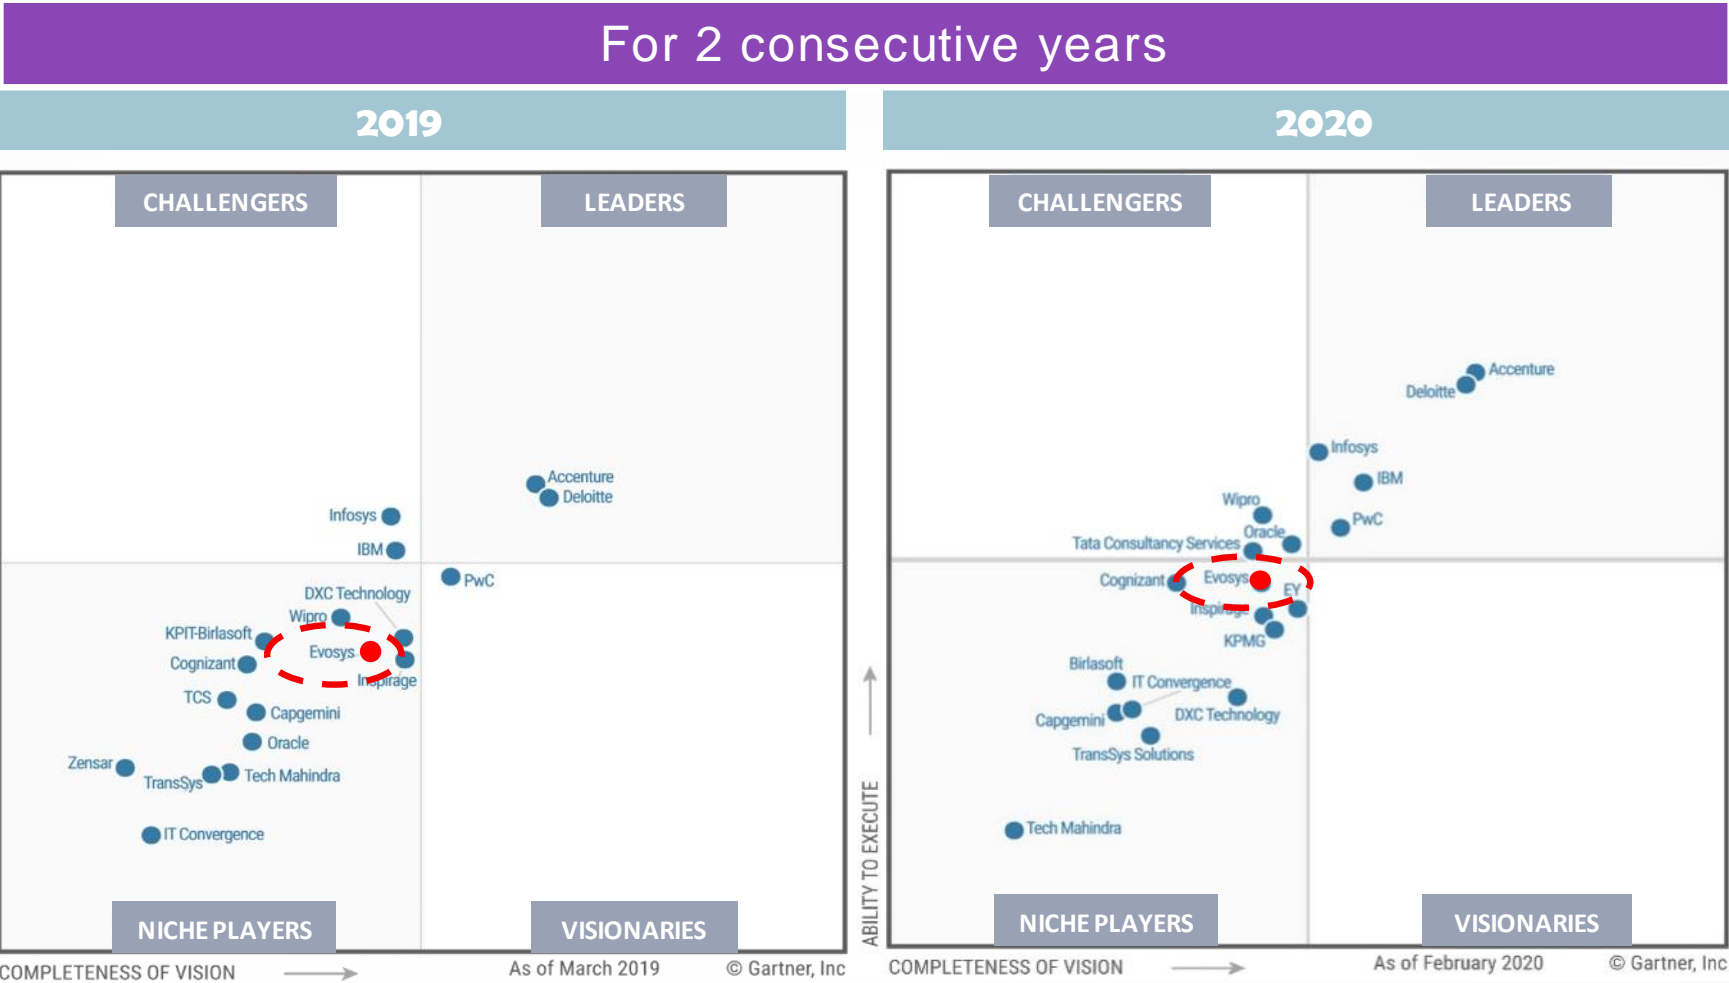 For 2 consecutive years
2019
CHALLENGERS
LEADERS
Accenture
Deloitte
Infosys
IBM
PwC
DXC Technology
Wipro
KPIT-Birlasoft
Evosys
Cognizant
Inspirage
TCS
Capgemini
Oracle
Zensar
TransSys
Tech Mahindra
IT Convergence
NICHE PLAYERS
VISIONARIES
COMPLETENESS OF VISION
As of March 2019
© Gartner, Inc
2020
CHALLENGERS
LEADERS
Accenture
Deloitte
Infosys
IBM
Wipro
PwC
Oracle
Tata Consultancy Services
Cognizant
Evosys
EY
Inspirage
KPMG
Birlasoft
IT Convergence
Capgemini
DXC Technology
TransSys Solutions
Tech Mahindra
ABILITY TO EXECUTE
NICHE PLAYERS
VISIONARIES
COMPLETENESS OF VISION
As of February 2020
© Gartner, Inc